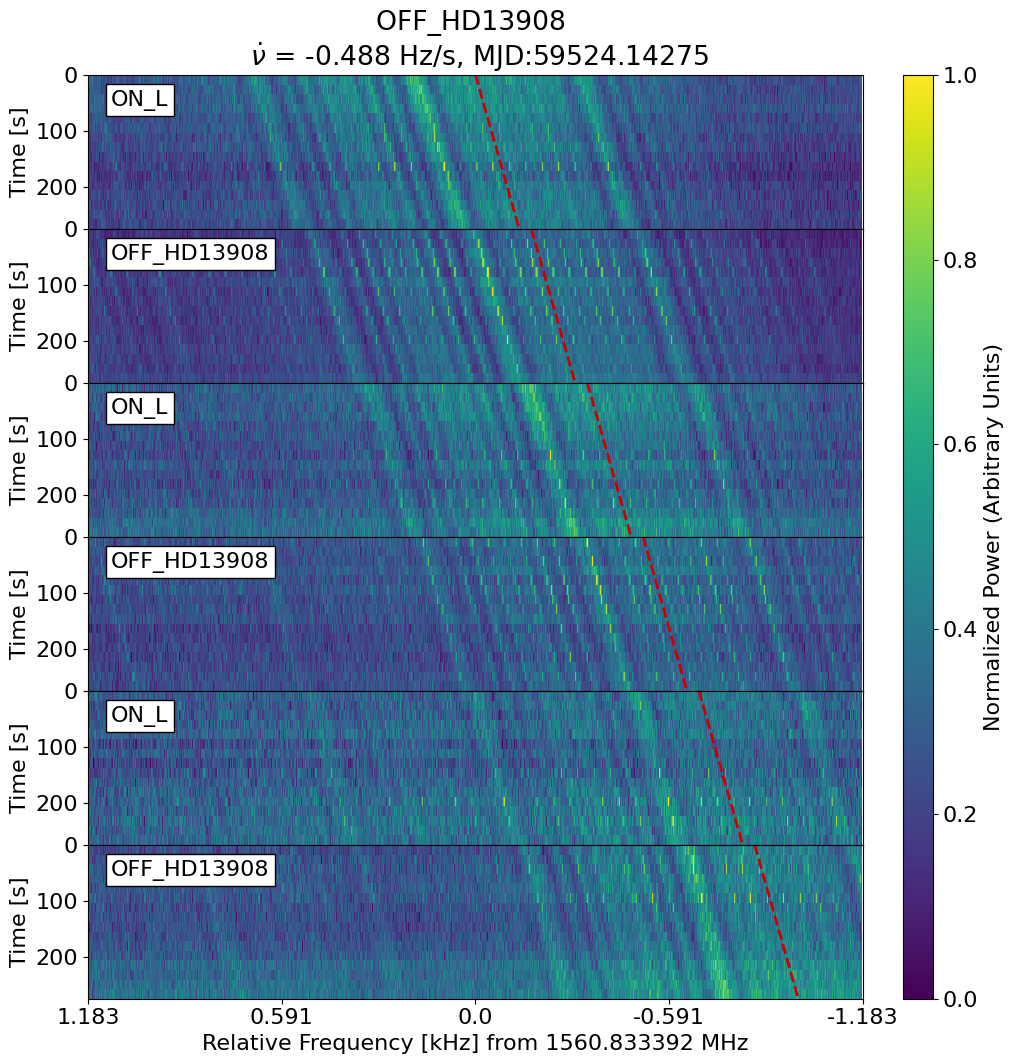 OFF_HD13908
ν̇ = -0.488 Hz/s, MJD:59524.14275
0
ON_L
100
200
Time [s]
0
OFF_HD13908
100
200
Time [s]
0
ON_L
100
200
Time [s]
0
OFF_HD13908
100
200
Time [s]
0
ON_L
100
200
Time [s]
0
OFF_HD13908
100
200
Time [s]
1.183 0.591 0.0 -0.591 -1.183
Relative Frequency [kHz] from 1560.833392 MHz
1.0
0.8
0.6
0.4
0.2
0.0
Normalized Power (Arbitrary Units)